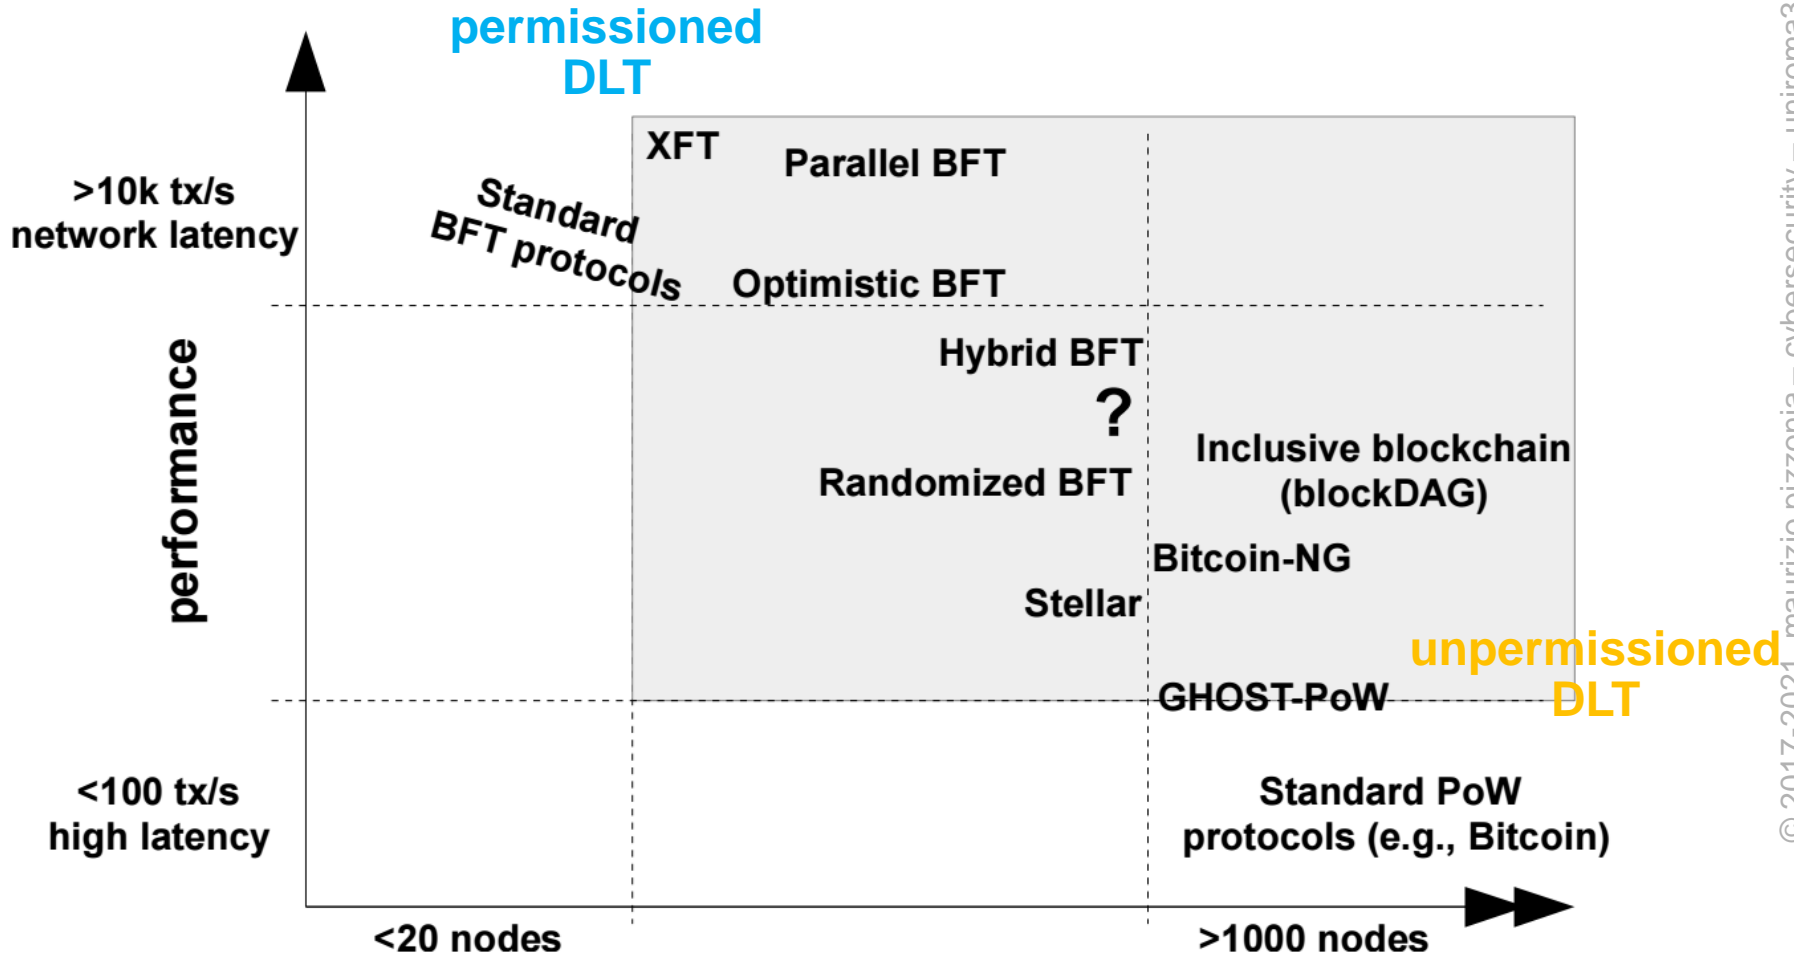 permissioned
DLT
XFT
Parallel BFT
>10k tx/s
network latency
Standard
BFT protocols
Optimistic BFT
Hybrid BFT
?
performance
Inclusive blockchain
(blockDAG)
Randomized BFT
Bitcoin-NG
Stellar
unpermissioned
DLT
GHOST-PoW
<100 tx/s
high latency
Standard PoW
protocols (e.g., Bitcoin)
<20 nodes
>1000 nodes